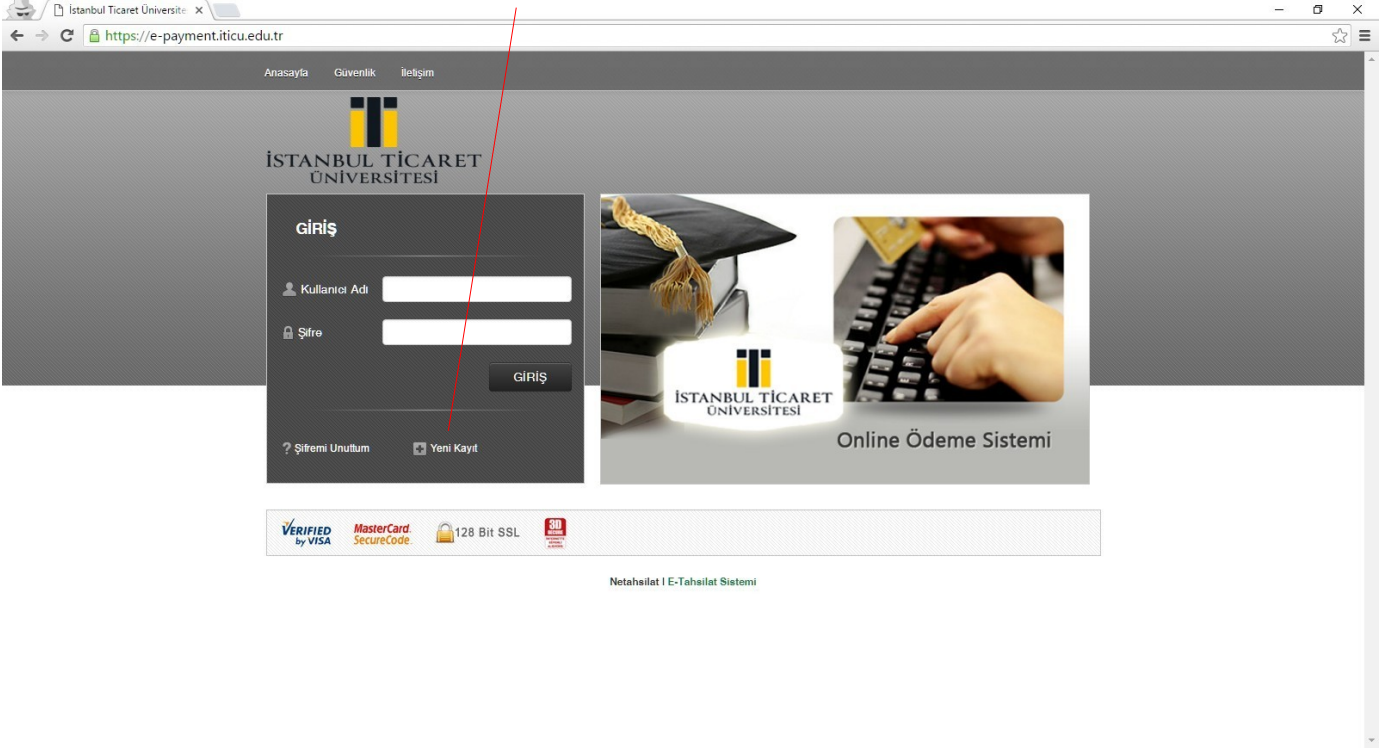 İstanbul Ticaret Üniversite
https://e-payment.iticu.edu.tr
Anasayfa Güvenlik İletişim
İSTANBUL TİCARET
ÜNİVERSİTESİ
GİRİŞ
Kullanıcı Adı
Şifre
GİRİŞ
? Şifremi Unuttum Yeni Kayıt
İSTANBUL TİCARET
ÜNİVERSİTESİ
Online Ödeme Sistemi
VERIFIED
by VISA
MasterCard.
SecureCode.
128 Bit SSL
3D
SECURE
Netahsilat | E-Tahsilat Sistemi